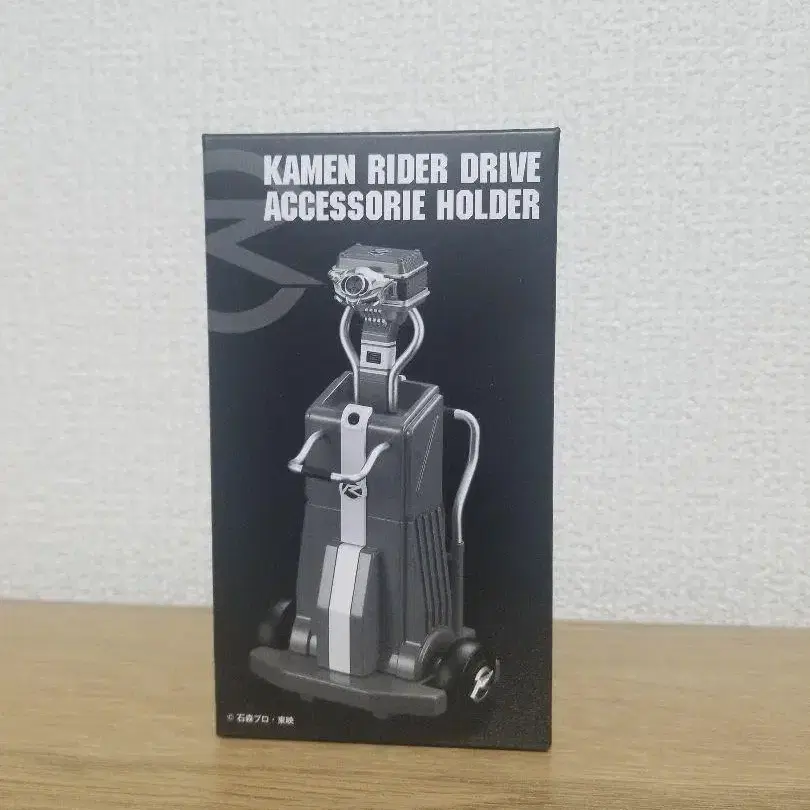 KAMEN RIDER DRIVE
ACCESSORIE HOLDER
© 石森プロ・東映